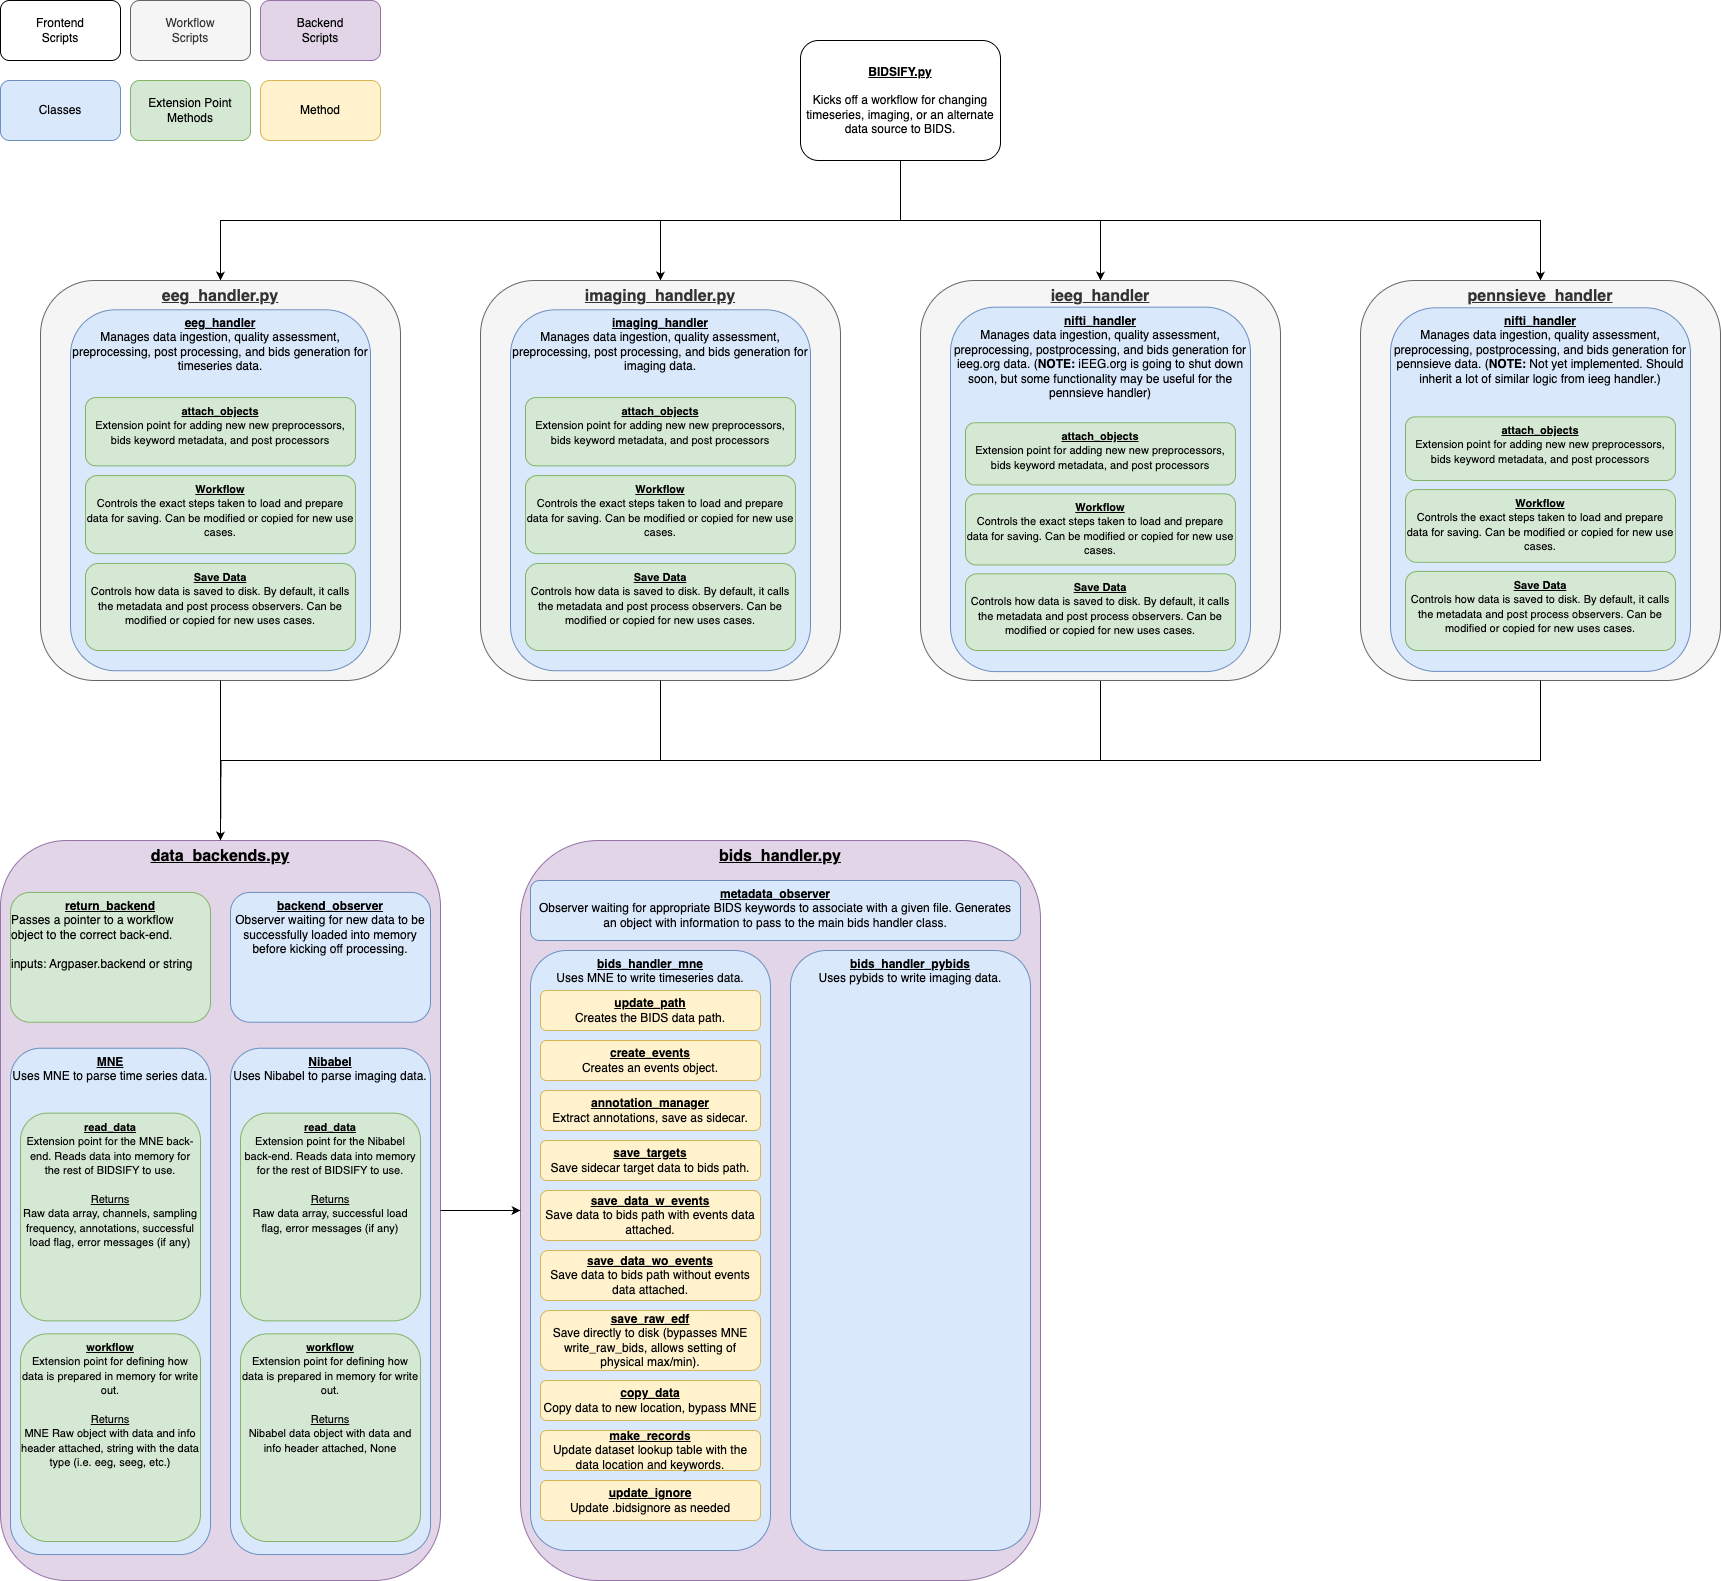 Frontend
Scripts
Workflow
Scripts
Backend
Scripts
Classes
Extension Point
Methods
Method
BIDSIFY.py
Kicks off a workflow for changing
timeseries, imaging, or an alternate
data source to BIDS.
eeg_handler.py
eeg_handler
Manages data ingestion, quality assessment,
preprocessing, post processing, and bids generation for
timeseries data.
attach_objects
Extension point for adding new new preprocessors,
bids keyword metadata, and post processors
Workflow
Controls the exact steps taken to load and prepare
data for saving. Can be modified or copied for new use
cases.
Save Data
Controls how data is saved to disk. By default, it calls
the metadata and post process observers. Can be
modified or copied for new uses cases.
imaging_handler.py
imaging_handler
Manages data ingestion, quality assessment,
preprocessing, post processing, and bids generation for
imaging data.
attach_objects
Extension point for adding new new preprocessors,
bids keyword metadata, and post processors
Workflow
Controls the exact steps taken to load and prepare
data for saving. Can be modified or copied for new use
cases.
Save Data
Controls how data is saved to disk. By default, it calls
the metadata and post process observers. Can be
modified or copied for new uses cases.
ieeg_handler
nifti_handler
Manages data ingestion, quality assessment,
preprocessing, postprocessing, and bids generation for
ieeg.org data. (NOTE: iEEG.org is going to shut down
soon, but some functionality may be useful for the
pennsieve handler)
attach_objects
Extension point for adding new new preprocessors,
bids keyword metadata, and post processors
Workflow
Controls the exact steps taken to load and prepare
data for saving. Can be modified or copied for new use
cases.
Save Data
Controls how data is saved to disk. By default, it calls
the metadata and post process observers. Can be
modified or copied for new uses cases.
pennsieve_handler
nifti_handler
Manages data ingestion, quality assessment,
preprocessing, postprocessing, and bids generation for
pennsieve data. (NOTE: Not yet implemented. Should
inherit a lot of similar logic from ieeg handler.)
attach_objects
Extension point for adding new new preprocessors,
bids keyword metadata, and post processors
Workflow
Controls the exact steps taken to load and prepare
data for saving. Can be modified or copied for new use
cases.
Save Data
Controls how data is saved to disk. By default, it calls
the metadata and post process observers. Can be
modified or copied for new uses cases.
data_backends.py
return_backend
Passes a pointer to a workflow
object to the correct back-end.
inputs: Argpaser.backend or string
backend_observer
Observer waiting for new data to be
successfully loaded into memory
before kicking off processing.
MNE
Uses MNE to parse time series data.
read_data
Extension point for the MNE back-
end. Reads data into memory for
the rest of BIDSIFY to use.
Returns
Raw data array, channels, sampling
frequency, annotations, successful
load flag, error messages (if any)
workflow
Extension point for defining how
data is prepared in memory for write
out.
Returns
MNE Raw object with data and info
header attached, string with the data
type (i.e. eeg, seeg, etc.)
Nibabel
Uses Nibabel to parse imaging data.
read_data
Extension point for the Nibabel
back-end. Reads data into memory
for the rest of BIDSIFY to use.
Returns
Raw data array, successful load
flag, error messages (if any)
workflow
Extension point for defining how
data is prepared in memory for write
out.
Returns
Nibabel data object with data and
info header attached, None
bids_handler.py
metadata_observer
Observer waiting for appropriate BIDS keywords to associate with a given file. Generates
an object with information to pass to the main bids handler class.
bids_handler_mne
Uses MNE to write timeseries data.
update_path
Creates the BIDS data path.
create_events
Creates an events object.
annotation_manager
Extract annotations, save as sidecar.
save_targets
Save sidecar target data to bids path.
save_data_w_events
Save data to bids path with events data
attached.
save_data_wo_events
Save data to bids path without events
data attached.
save_raw_edf
Save directly to disk (bypasses MNE
write_raw_bids, allows setting of
physical max/min).
copy_data
Copy data to new location, bypass MNE
make_records
Update dataset lookup table with the
data location and keywords.
update_ignore
Update .bidsignore as needed
bids_handler_pybids
Uses pybids to write imaging data.